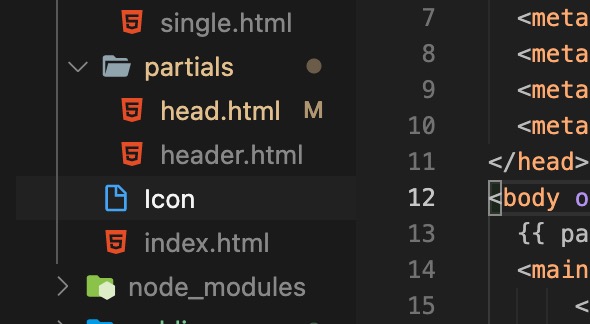 single.html
partials
head.html M
header.html
Icon
index.html
node_modules
7 <meta
8 <meta
9 <meta
10 <meta
11 </head>
12 <body o
13 {{ pa
14 <main
15 <